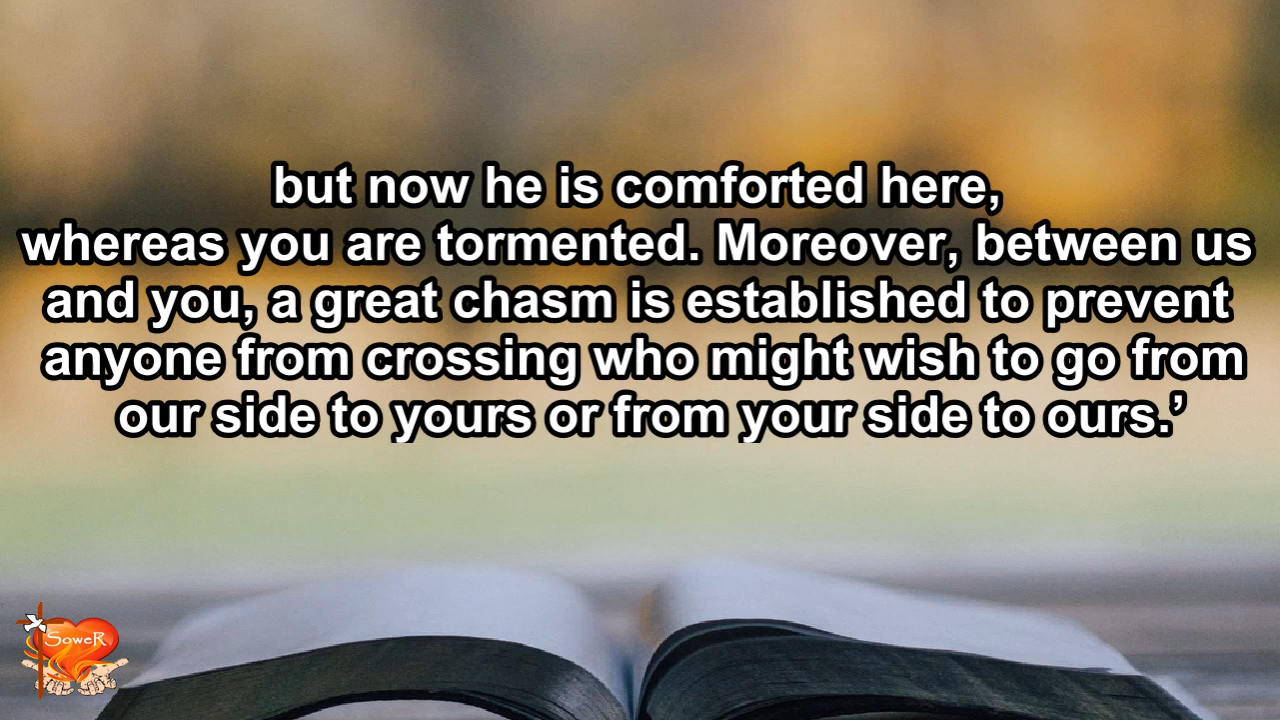 but now he is comforted here,
whereas you are tormented. Moreover, between us
and you, a great chasm is established to prevent
anyone from crossing who might wish to go from
our side to yours or from your side to ours.’
SoweR